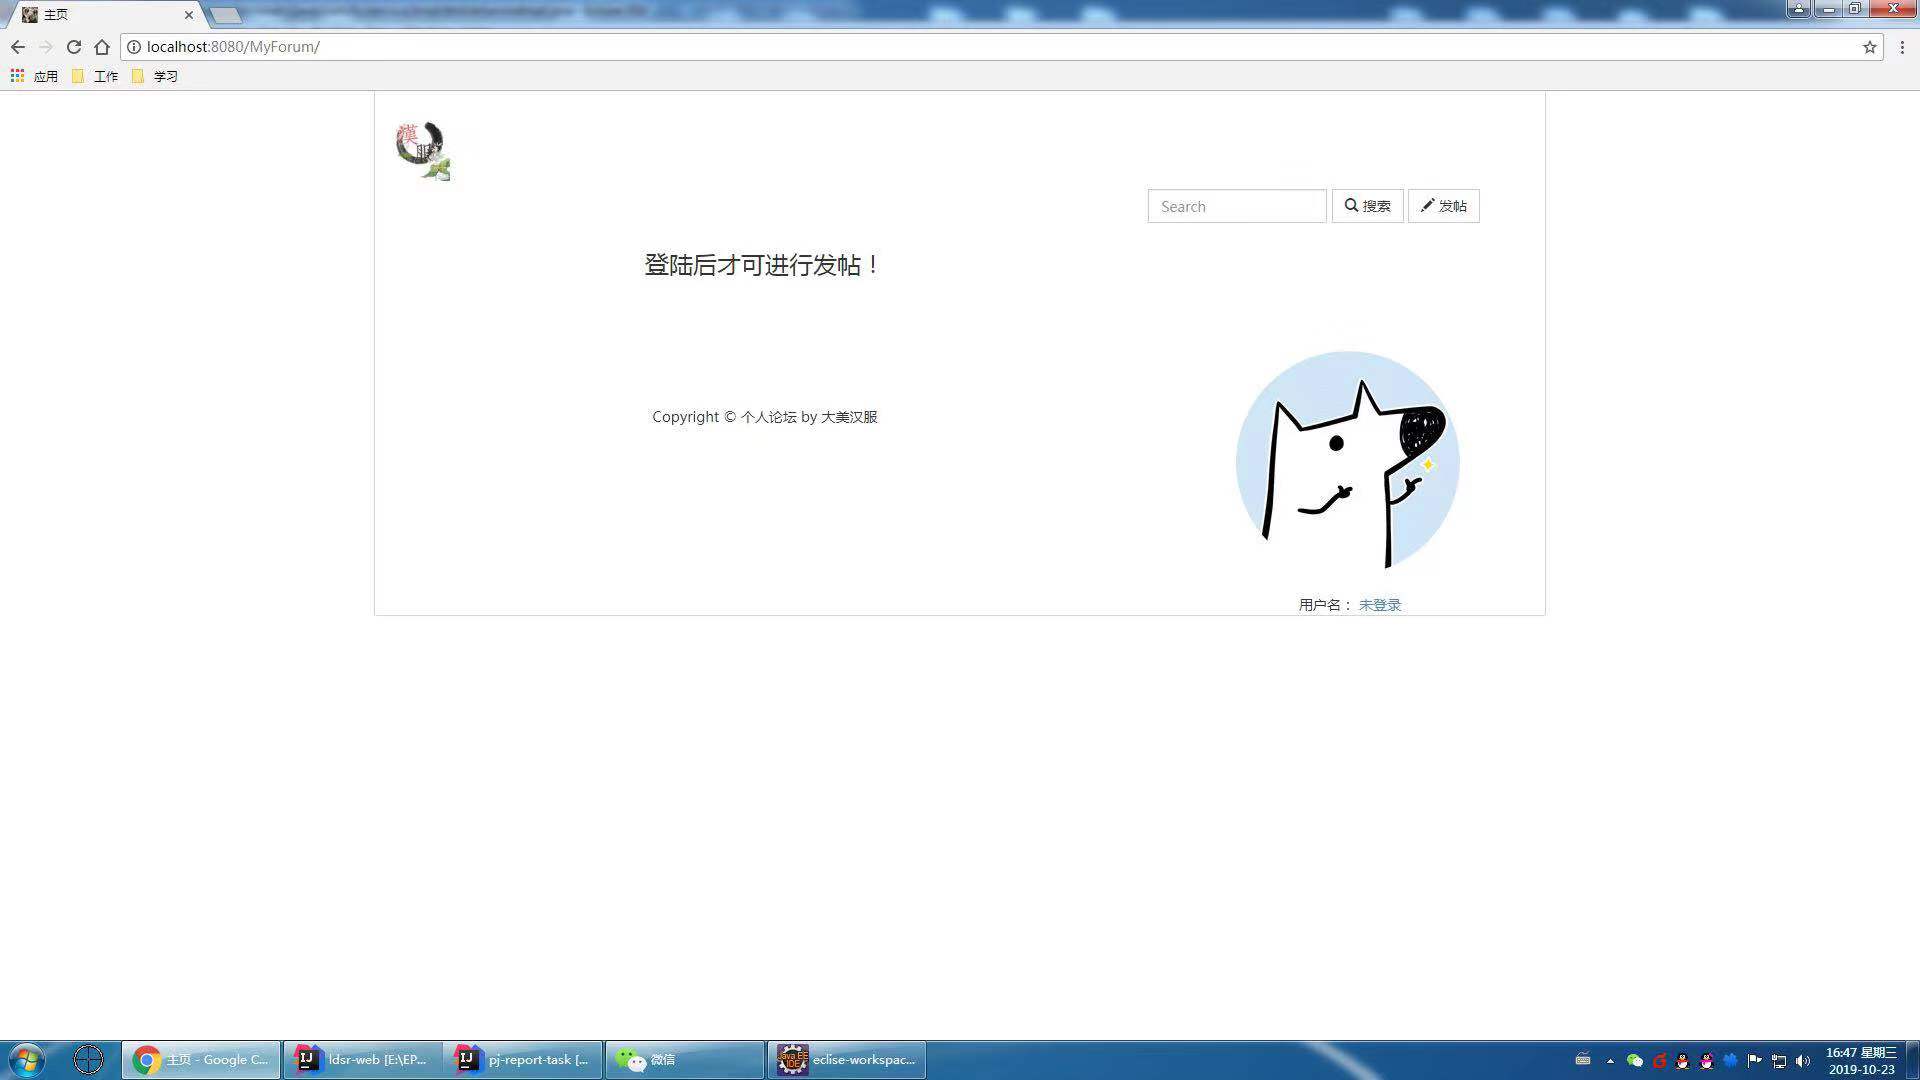 主页
localhost:8080/MyForum/
应用 工作 学习
漢
服
Search 搜索 发帖
登陆后才可进行发帖！
Copyright © 个人论坛 by 大美汉服
用户名： 未登录
主页 - Google C... ldsr-web [E:\EP... pj-report-task [... 微信 eclise-workspac...
16:47 星期三
2019-10-23